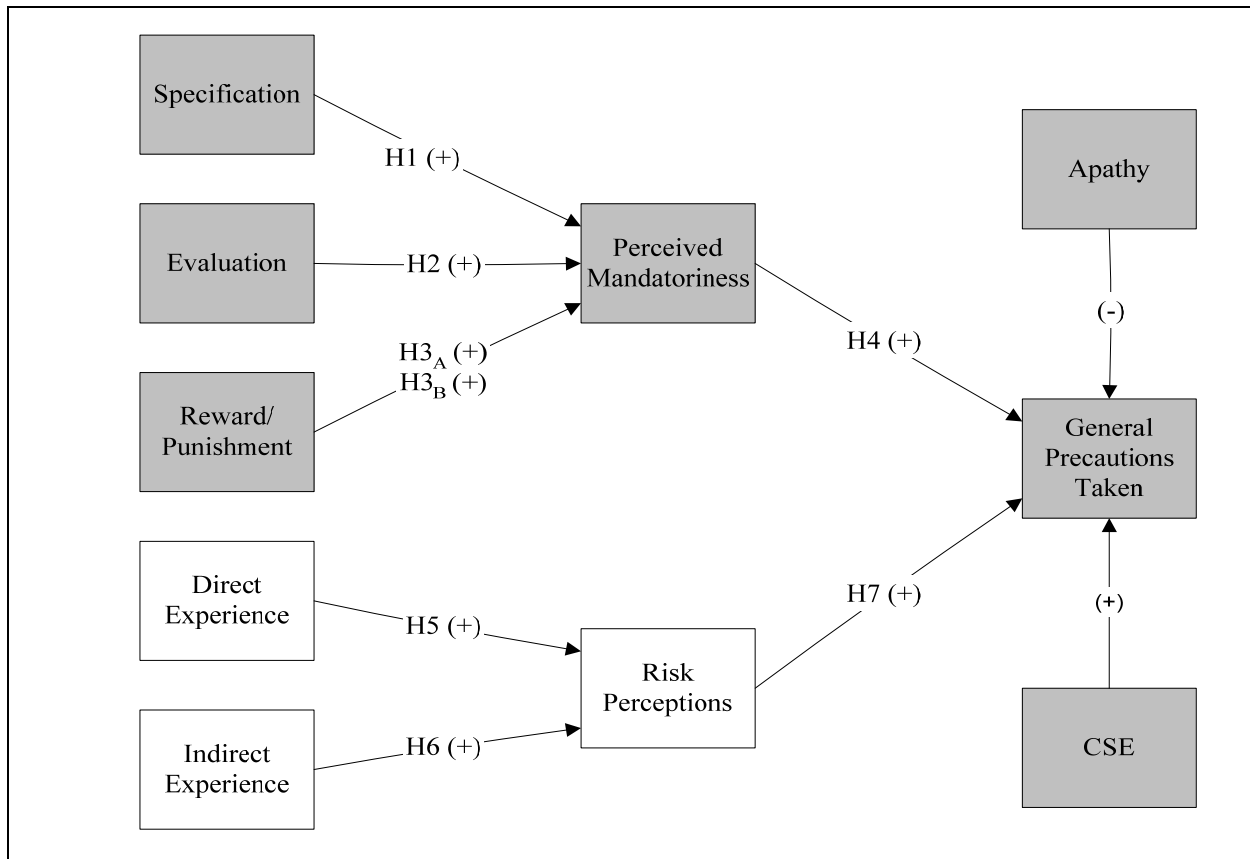 Specification
H1 (+)
Evaluation
H2 (+)
Reward/
Punishment
H3A (+)
H3B (+)
Perceived
Mandatoriness
H4 (+)
Direct
Experience
H5 (+)
Indirect
Experience
H6 (+)
Risk
Perceptions
H7 (+)
Apathy
(-)
General
Precautions
Taken
(+)
CSE